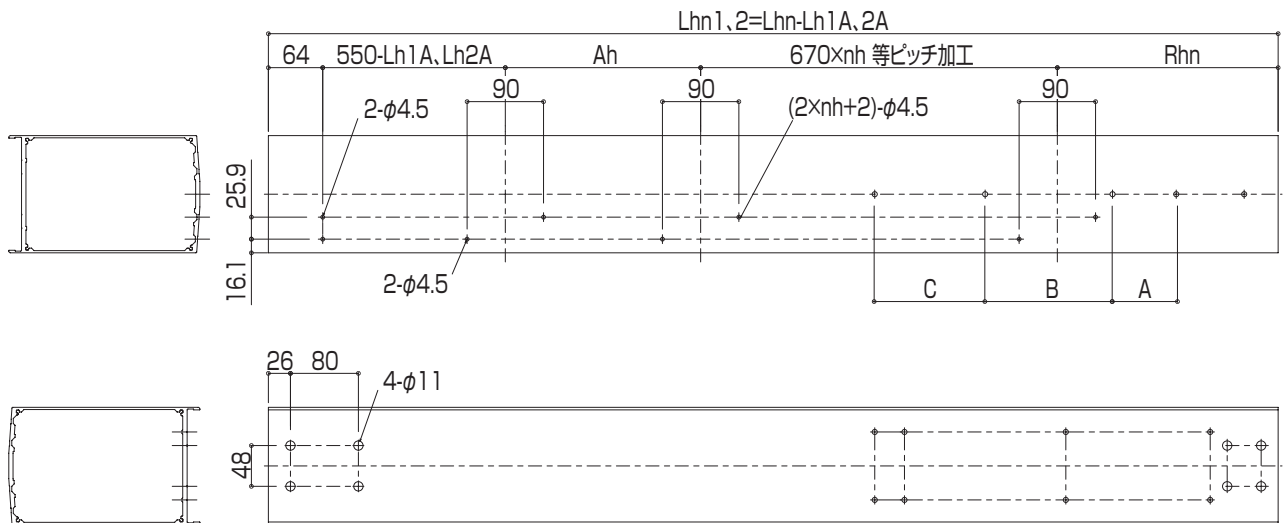 Lhn1、2=Lhn-Lh1A、2A
64
550-Lh1A、Lh2A
Ah
670×nh 等ピッチ加工
Rhn
90
90
90
2-φ4.5
(2×nh+2)-φ4.5
25.9
16.1
2-φ4.5
C
B
A
26
80
4-φ11
48